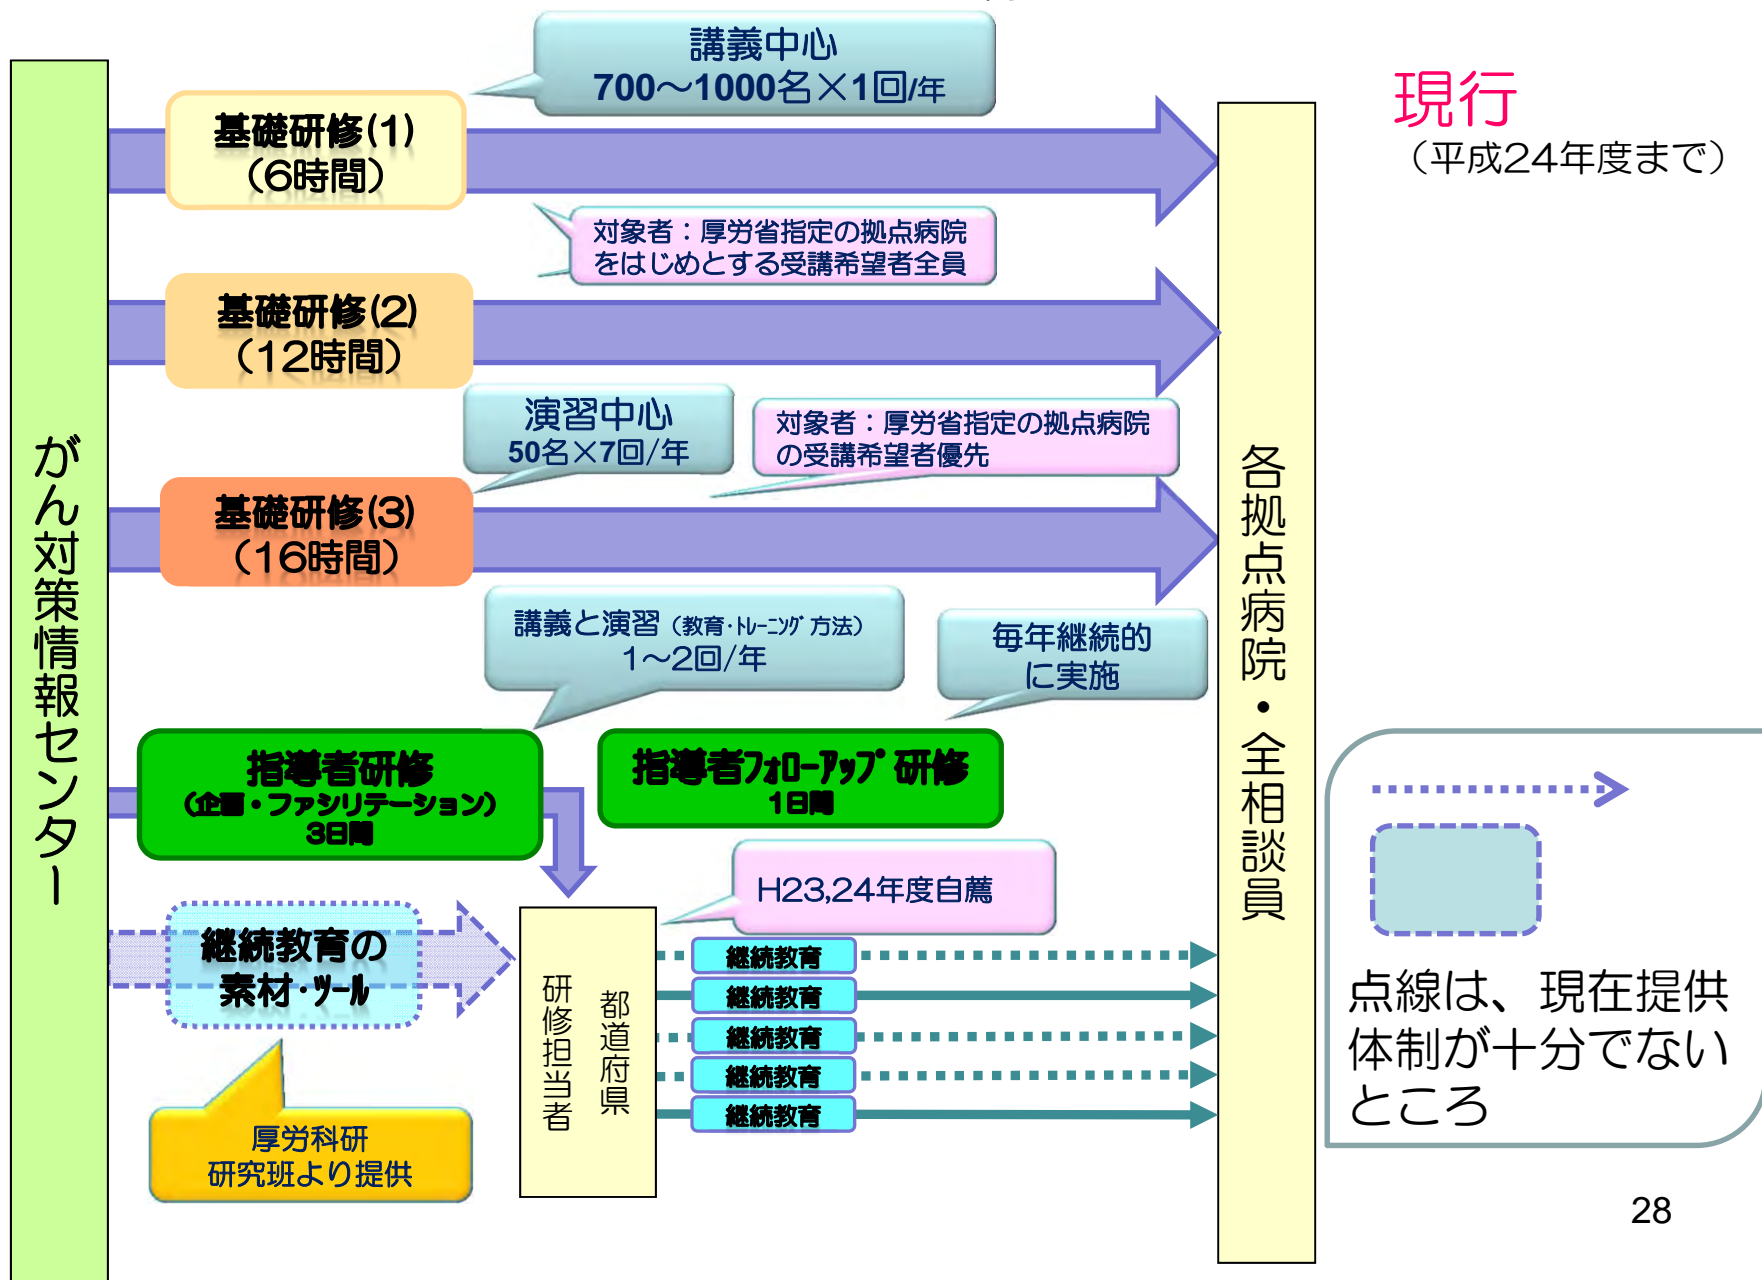 講義中心
700～1000名×1回/年
現行
（平成24年度まで）
基礎研修(1)
（6時間）
対象者：厚労省指定の拠点病院
をはじめとする受講希望者全員
基礎研修(2)
（12時間）
演習中心
50名×7回/年
対象者：厚労省指定の拠点病院
の受講希望者優先
基礎研修(3)
（16時間）
がん対策情報センター
各拠点病院・全相談員
講義と演習（教育・ﾄﾚｰﾆﾝｸﾞ方法）
1～2回/年
毎年継続的
に実施
指導者研修
（企画・ファシリテーション）
3日間
指導者ﾌｫﾛｰｱｯﾌﾟ研修
1日間
H23,24年度自薦
継続教育の
素材・ﾂｰﾙ
都道府県
研修担当者
継続教育
継続教育
継続教育
継続教育
継続教育
厚労科研
研究班より提供
点線は、現在提供
体制が十分でない
ところ
28